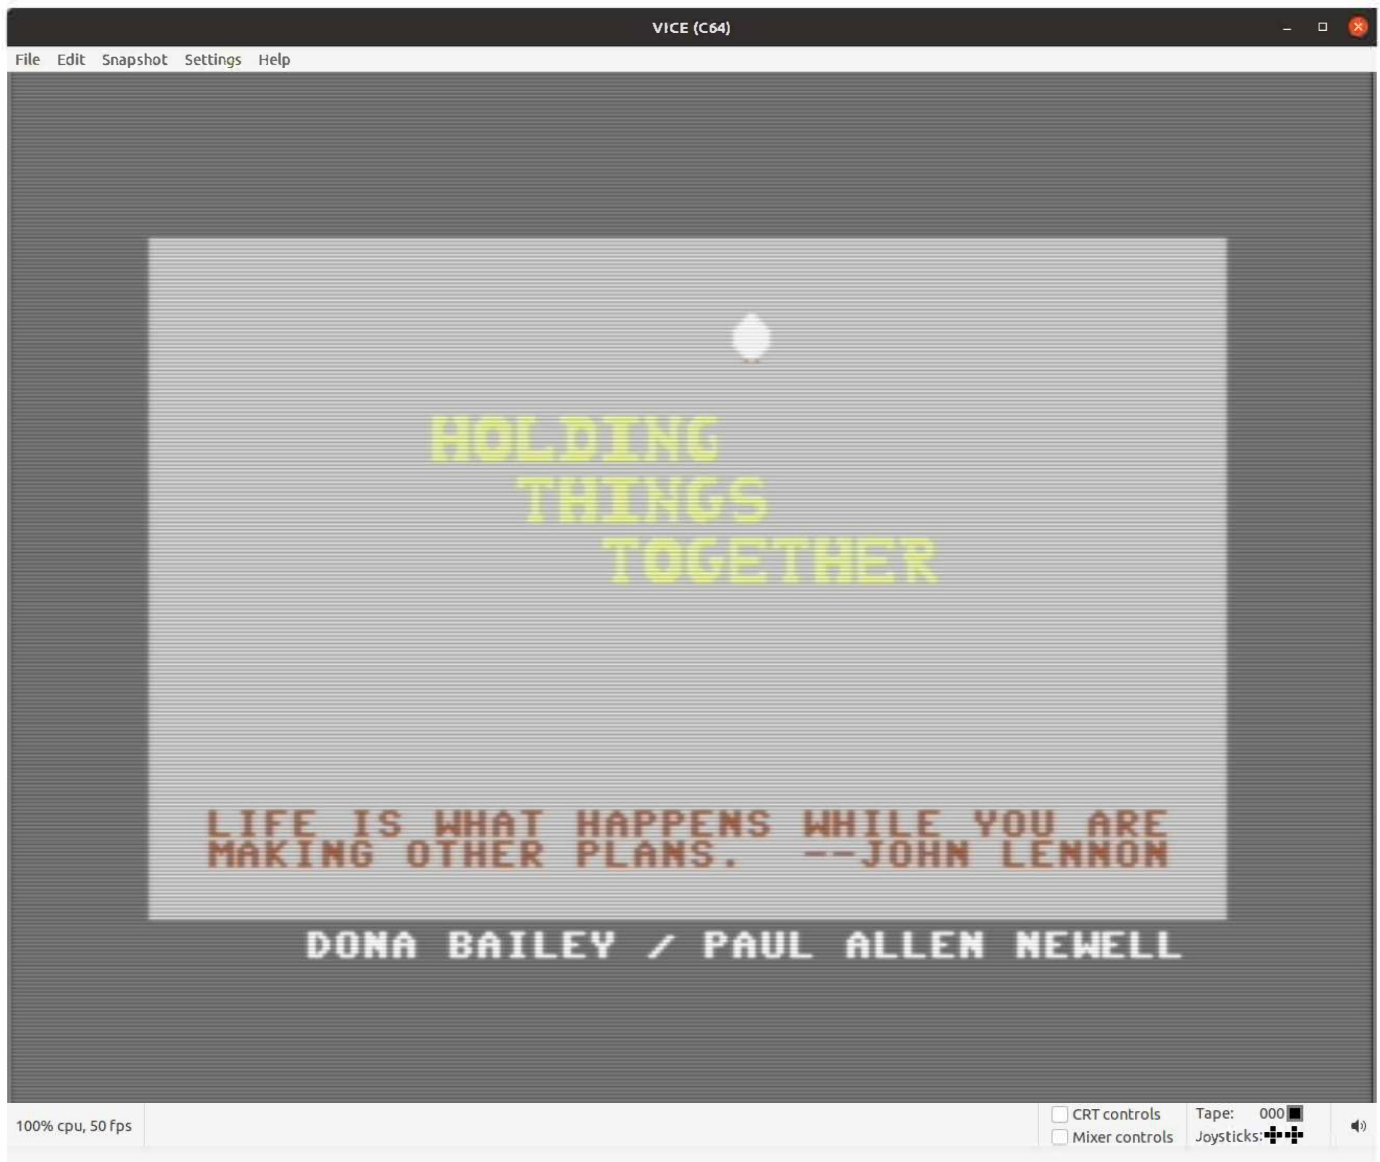 VICE (C64)
File Edit Snapshot Settings Help
HOLDING
THINGS
TOGETHER
LIFE IS WHAT HAPPENS WHILE YOU ARE
MAKING OTHER PLANS. --JOHN LENNON
DONA BAILEY / PAUL ALLEN NEWELL
100% cpu, 50 fps
CRT controls
Mixer controls
Tape: 000
Joysticks: